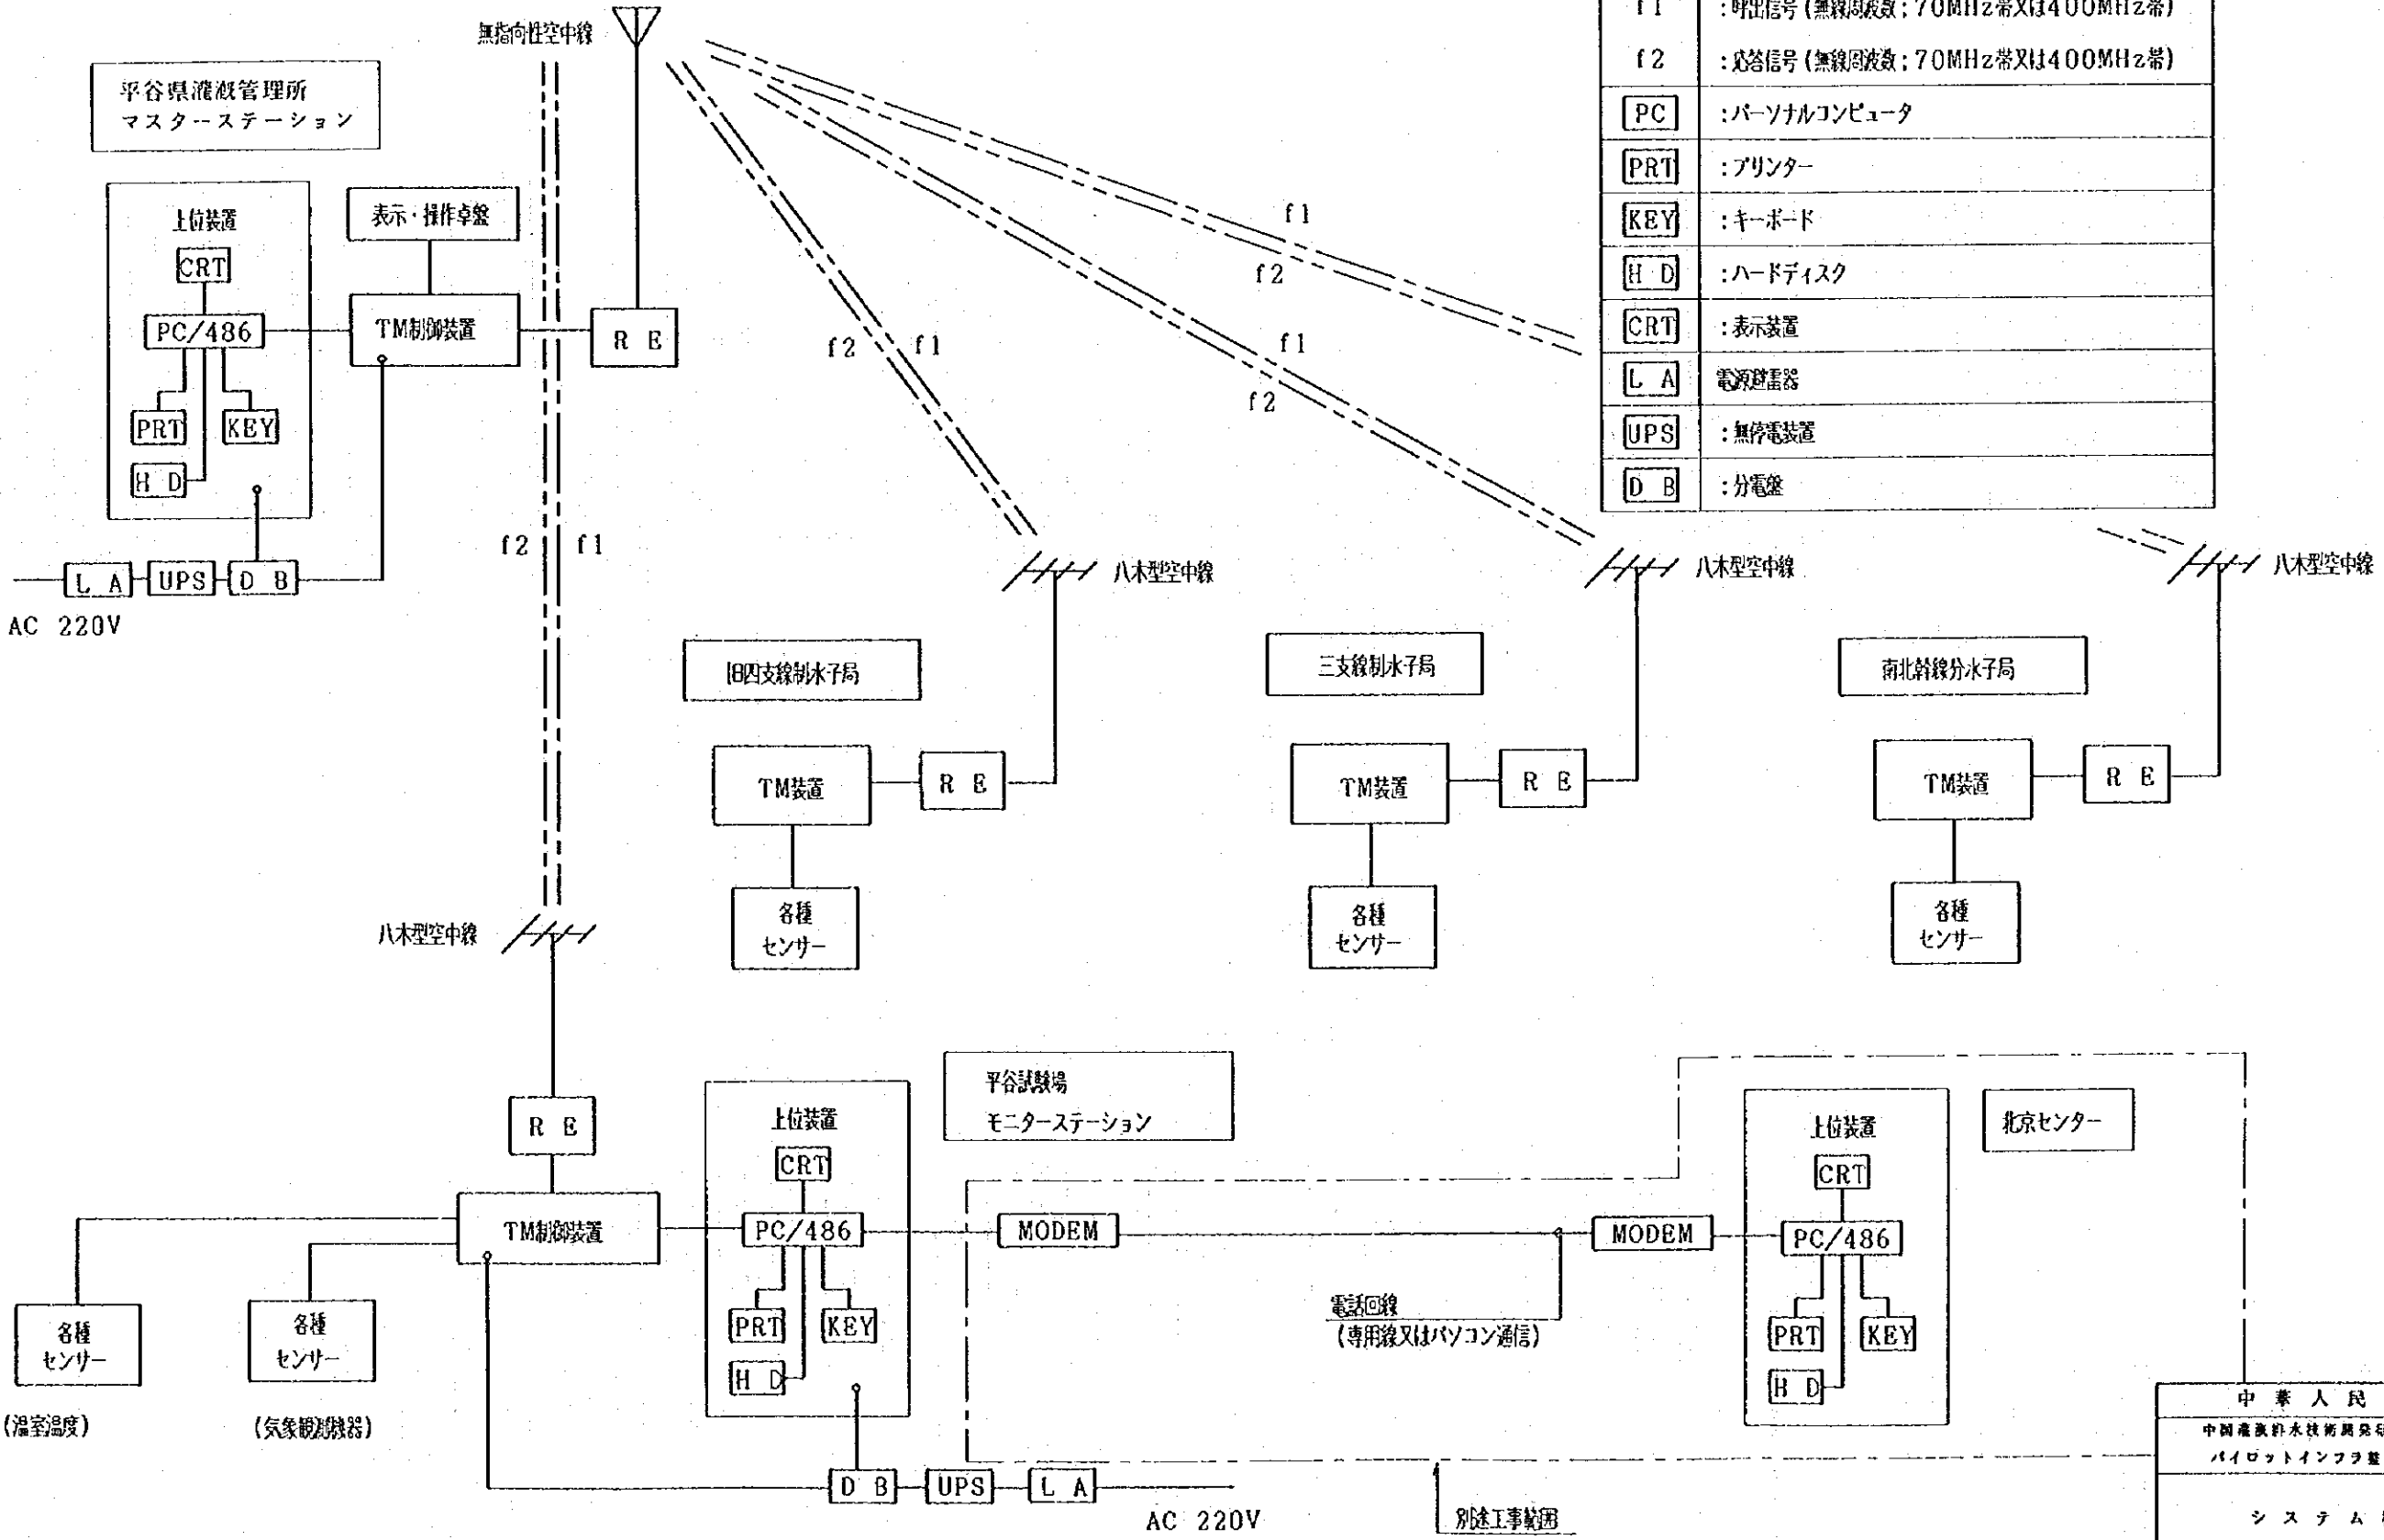 無指向性空中線
平谷県灌漑管理所
マスターステーション
上位装置
CRT
PC/486
PRT
KEY
H D
表示・操作卓盤
TM制御装置
R E
L A
UPS
D B
AC 220V
f2
f1
f2
f1
f1
f2
f1
f2
f1 :呼出信号(無線周波数;70MHz帯又は400MHz帯)
f2 :応答信号(無線周波数;70MHz帯又は400MHz帯)
PC :パーソナルコンピュータ
PRT :プリンター
KEY :キーボード
H D :ハードディスク
CRT :表示装置
L A 電源避雷器
UPS :無停電装置
D B :分電盤
八木型空中線
八木型空中線
八木型空中線
旧四支線制水子局
三支線制水子局
南北幹線分水子局
TM装置
R E
TM装置
R E
TM装置
R E
各種
センサー
各種
センサー
各種
センサー
八木型空中線
R E
TM制御装置
各種
センサー
(温室温度)
各種
センサー
(気象観測機器)
平谷試験場
モニターステーション
上位装置
CRT
PC/486
PRT
KEY
H D
D B
UPS
L A
AC 220V
MODEM
電話回線
(専用線又はパソコン通信)
MODEM
北京センター
上位装置
CRT
PC/486
PRT
KEY
H D
別途工事範囲
中華人民
中国灌漑排水技術開発研
パイロットインフラ整
システム